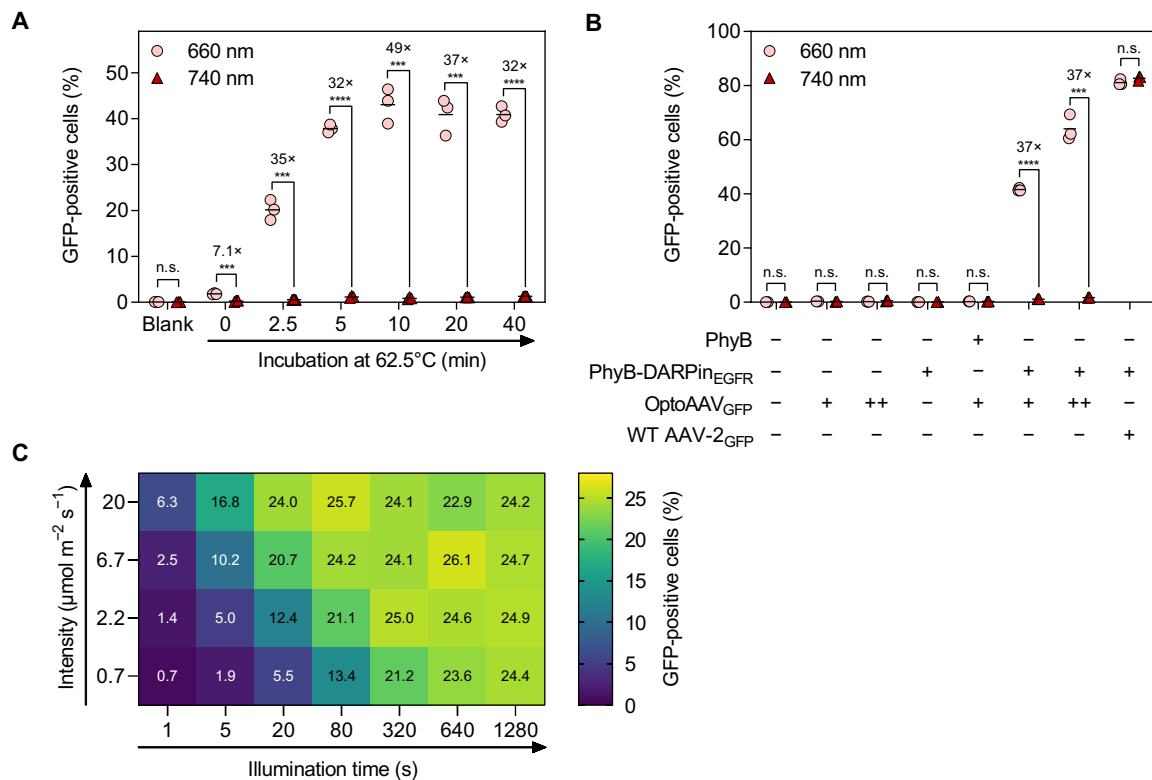 A
660 nm
740 nm
GFP-positive cells (%)
50
40
30
20
10
0
n.s.
7.1×
***
35×
***
32×
****
49×
***
37×
***
32×
****
Blank 0 2.5 5 10 20 40
Incubation at 62.5°C (min)
B
660 nm
740 nm
GFP-positive cells (%)
100
80
60
40
20
0
n.s. n.s. n.s. n.s. n.s.
37×
****
37×
***
n.s.
PhyB – – – – + – – –
PhyB-DARPinEGFR – – – + – + + +
OptoAAVGFP – + ++ – + + ++ –
WT AAV-2GFP – – – – – – – +
C
Intensity (µmol m−2 s−1)
20 6.3 16.8 24.0 25.7 24.1 22.9 24.2
6.7 2.5 10.2 20.7 24.2 24.1 26.1 24.7
2.2 1.4 5.0 12.4 21.1 25.0 24.6 24.9
0.7 0.7 1.9 5.5 13.4 21.2 23.6 24.4
1 5 20 80 320 640 1280
Illumination time (s)
25
20
15
10
5
0
GFP-positive cells (%)